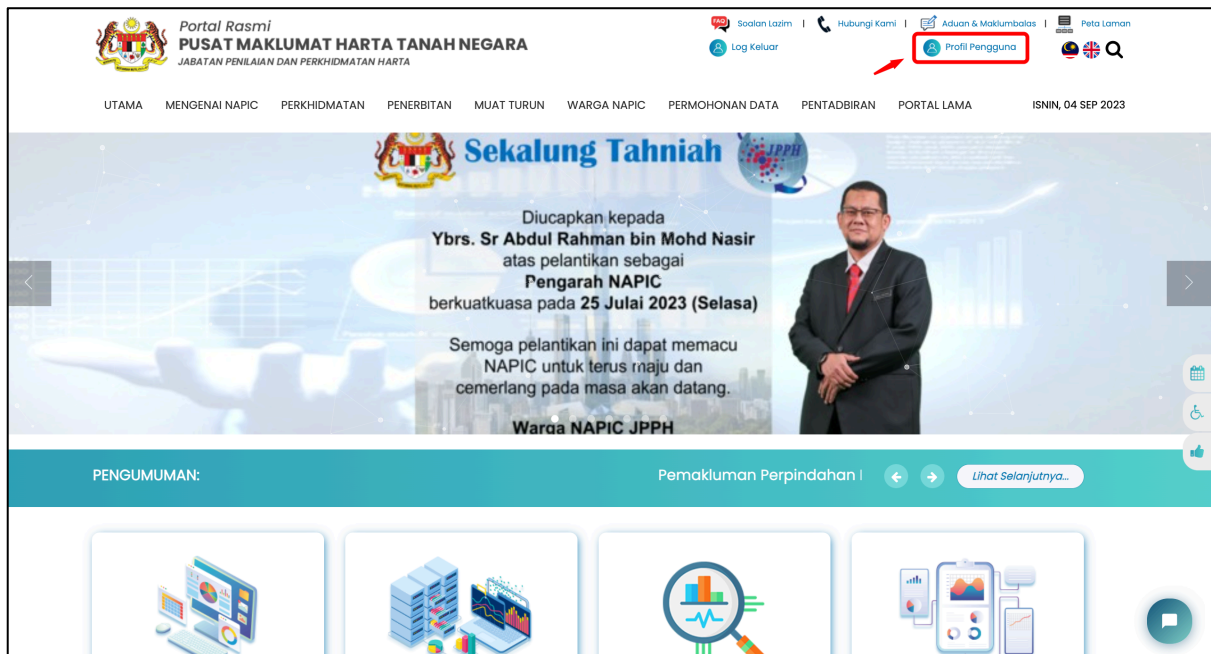 Portal Rasmi
PUSAT MAKLUMAT HARTA TANAH NEGARA
JABATAN PENILAIAN DAN PERKHIDMATAN HARTA
FAQ Soalan Lazim | Hubungi Kami | Aduan & Maklumbalas | Peta Laman
Log Keluar Profil Pengguna
UTAMA MENGENAI NAPIC PERKHIDMATAN PENERBITAN MUAT TURUN WARGA NAPIC PERMOHONAN DATA PENTADBIRAN PORTAL LAMA ISNIN, 04 SEP 2023
Sekalung Tahniah JPPH
Diucapkan kepada
Ybrs. Sr Abdul Rahman bin Mohd Nasir
atas pelantikan sebagai
Pengarah NAPIC
berkuatkuasa pada 25 Julai 2023 (Selasa)
Semoga pelantikan ini dapat memacu
NAPIC untuk terus maju dan
cemerlang pada masa akan datang.
Warga NAPIC JPPH
PENGUMUMAN: Pemakluman Perpindahan Lihat Selanjutnya...